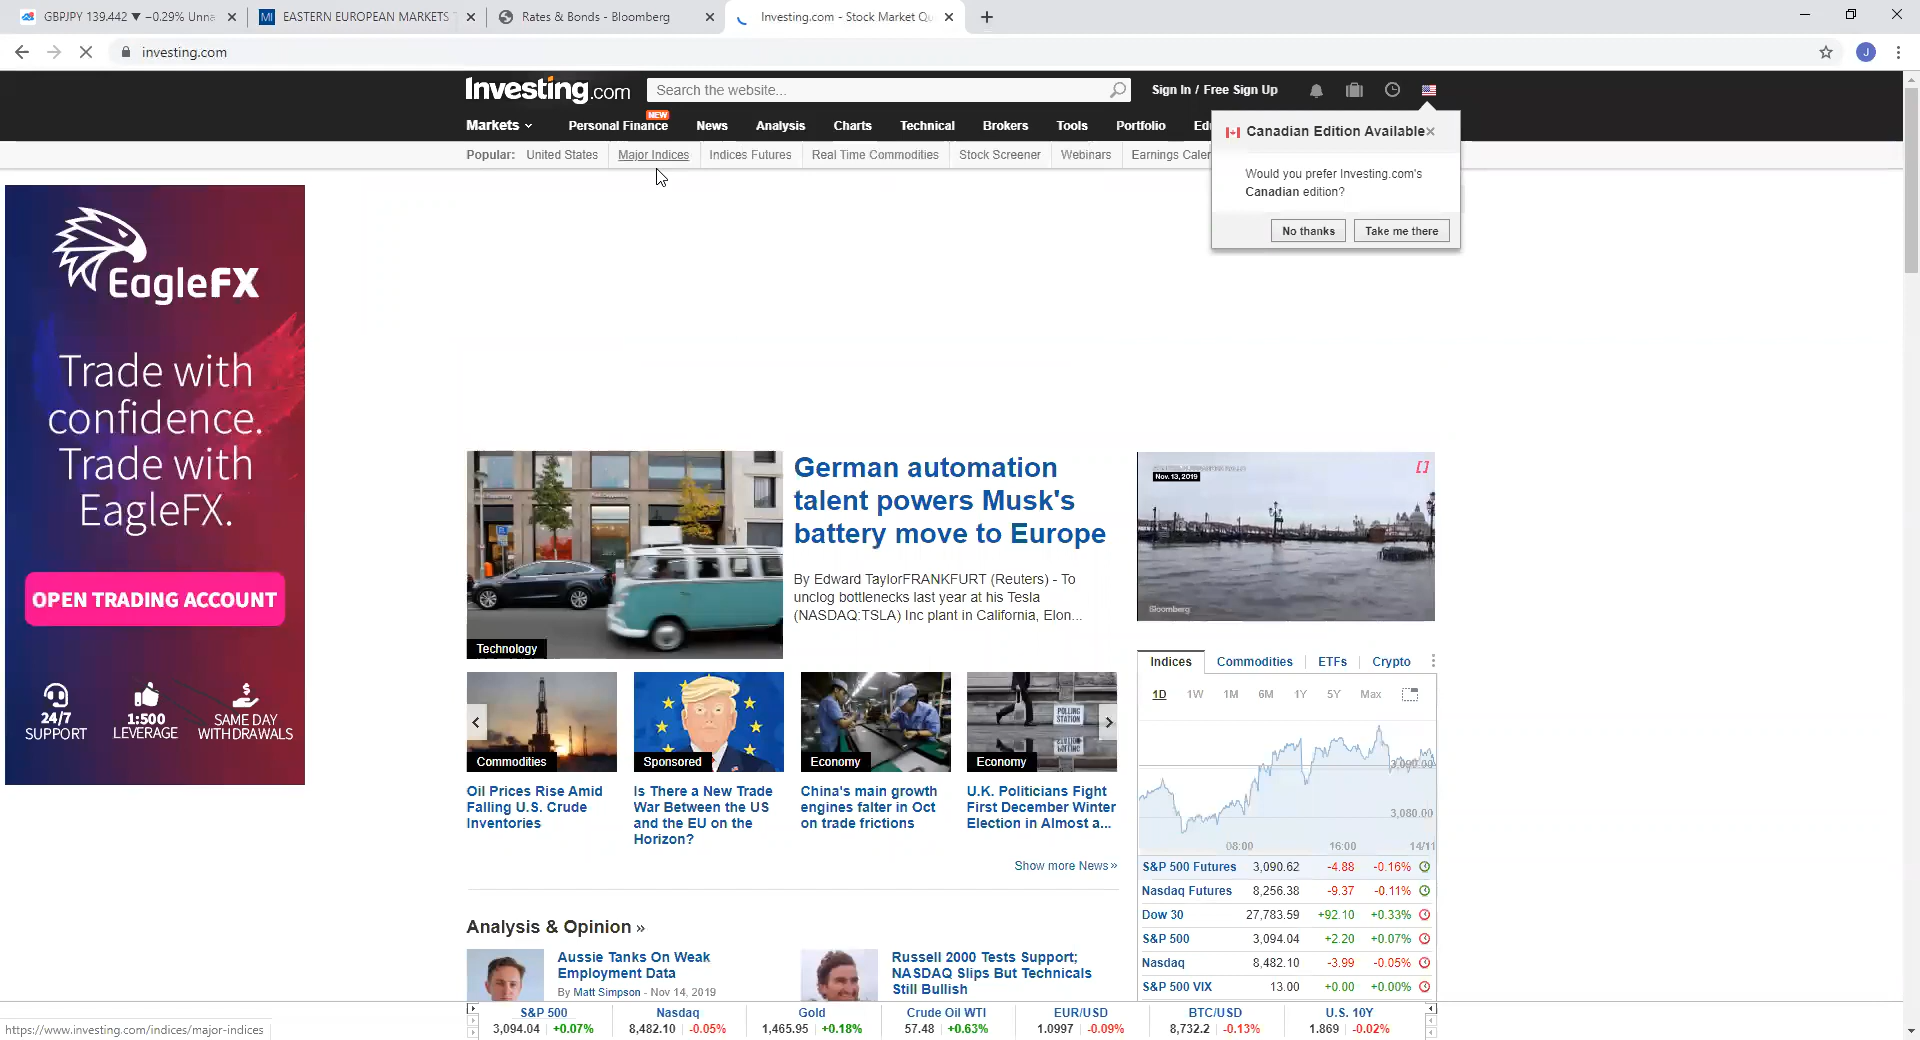 GBPJPY 139.442 ▼ −0.29% Unna
MI EASTERN EUROPEAN MARKETS
Rates & Bonds - Bloomberg
Investing.com - Stock Market Qu
investing.com
J
Investing.com
Search the website...
Sign In / Free Sign Up
NEW
Markets
Personal Finance
News
Analysis
Charts
Technical
Brokers
Tools
Portfolio
Ed
Popular:
United States
Major Indices
Indices Futures
Real Time Commodities
Stock Screener
Webinars
Earnings Caler
Canadian Edition Available
Would you prefer Investing.com's
Canadian edition?
No thanks
Take me there
EagleFX
Trade with
confidence.
Trade with
EagleFX.
OPEN TRADING ACCOUNT
24/7
SUPPORT
1:500
LEVERAGE
SAME DAY
WITHDRAWALS
Technology
German automation
talent powers Musk's
battery move to Europe
By Edward TaylorFRANKFURT (Reuters) - To
unclog bottlenecks last year at his Tesla
(NASDAQ:TSLA) Inc plant in California, Elon...
Nov. 13, 2019
Bloomberg
Commodities
Oil Prices Rise Amid
Falling U.S. Crude
Inventories
Sponsored
Is There a New Trade
War Between the US
and the EU on the
Horizon?
Economy
China's main growth
engines falter in Oct
on trade frictions
POLLING
STATION
Economy
U.K. Politicians Fight
First December Winter
Election in Almost a...
Show more News »
Indices
Commodities
ETFs
Crypto
1D 1W 1M 6M 1Y 5Y Max
3,090.00
3,080.00
08:00 16:00 14/11
S&P 500 Futures 3,090.62 -4.88 -0.16%
Nasdaq Futures 8,256.38 -9.37 -0.11%
Dow 30 27,783.59 +92.10 +0.33%
S&P 500 3,094.04 +2.20 +0.07%
Nasdaq 8,482.10 -3.99 -0.05%
S&P 500 VIX 13.00 +0.00 +0.00%
Analysis & Opinion »
Aussie Tanks On Weak
Employment Data
By Matt Simpson - Nov 14, 2019
Russell 2000 Tests Support;
NASDAQ Slips But Technicals
Still Bullish
S&P 500
3,094.04 +0.07%
Nasdaq
8,482.10 -0.05%
Gold
1,465.95 +0.18%
Crude Oil WTI
57.48 +0.63%
EUR/USD
1.0997 -0.09%
BTC/USD
8,732.2 -0.13%
U.S. 10Y
1.869 -0.02%
https://www.investing.com/indices/major-indices